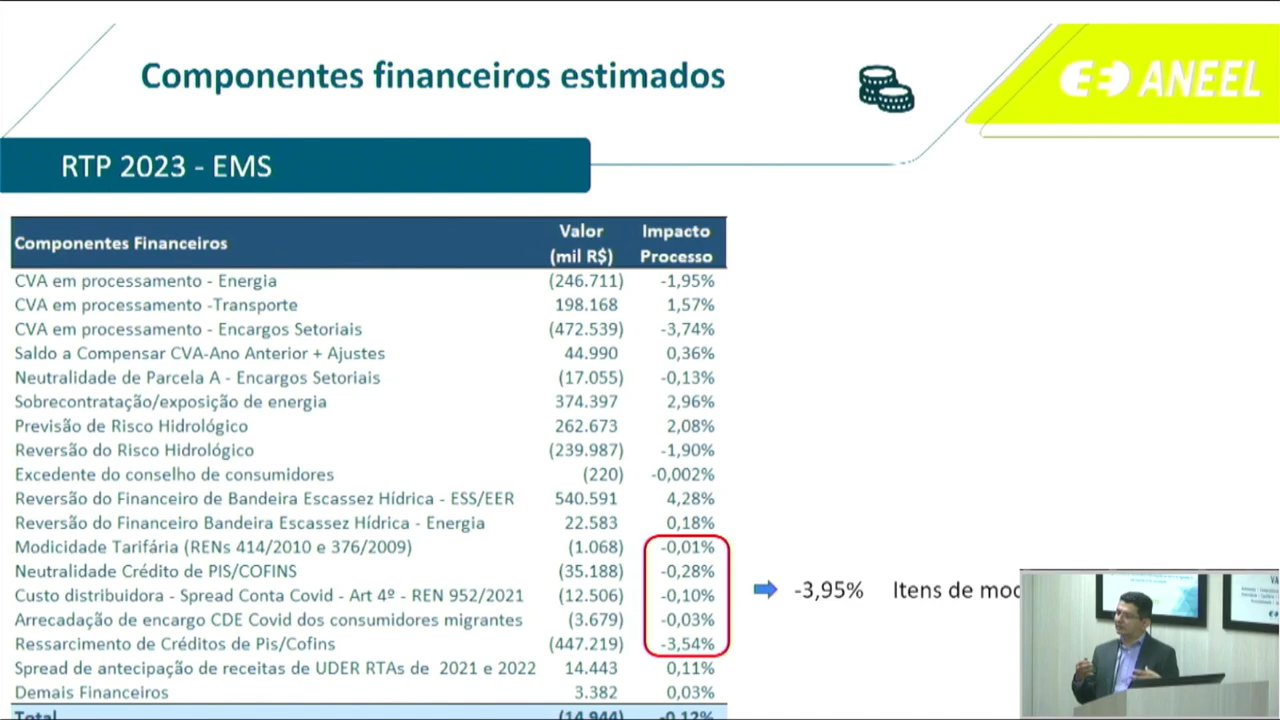 Componentes financeiros estimados
ANEEL
RTP 2023 - EMS
Componentes Financeiros Valor (mil R$) Impacto Processo
CVA em processamento - Energia (246.711) -1,95%
CVA em processamento -Transporte 198.168 1,57%
CVA em processamento - Encargos Setoriais (472.539) -3,74%
Saldo a Compensar CVA-Ano Anterior + Ajustes 44.990 0,36%
Neutralidade de Parcela A - Encargos Setoriais (17.055) -0,13%
Sobrecontratação/exposição de energia 374.397 2,96%
Previsão de Risco Hidrológico 262.673 2,08%
Reversão do Risco Hidrológico (239.987) -1,90%
Excedente do conselho de consumidores (220) -0,002%
Reversão do Financeiro de Bandeira Escassez Hídrica - ESS/EER 540.591 4,28%
Reversão do Financeiro Bandeira Escassez Hídrica - Energia 22.583 0,18%
Modicidade Tarifária (RENs 414/2010 e 376/2009) (1.068) -0,01%
Neutralidade Crédito de PIS/COFINS (35.188) -0,28%
Custo distribuidora - Spread Conta Covid - Art 4º - REN 952/2021 (12.506) -0,10%
Arrecadação de encargo CDE Covid dos consumidores migrantes (3.679) -0,03%
Ressarcimento de Créditos de Pis/Cofins (447.219) -3,54%
Spread de antecipação de receitas de UDER RTAs de 2021 e 2022 14.443 0,11%
Demais Financeiros 3.382 0,03%
Total (14.944) -0,12%
-3,95% Itens de mod